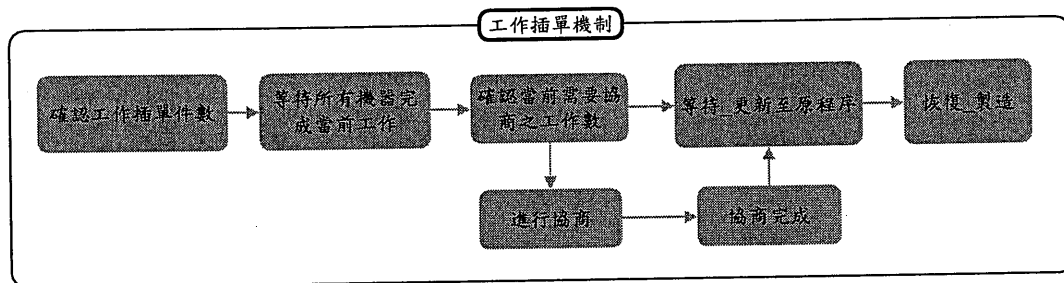 工作插單機制
確認工作插單件數
等待所有機器完
成當前工作
確認當前需要協
商之工作數
等待_更新至原程序
恢復_製造
進行協商
協商完成